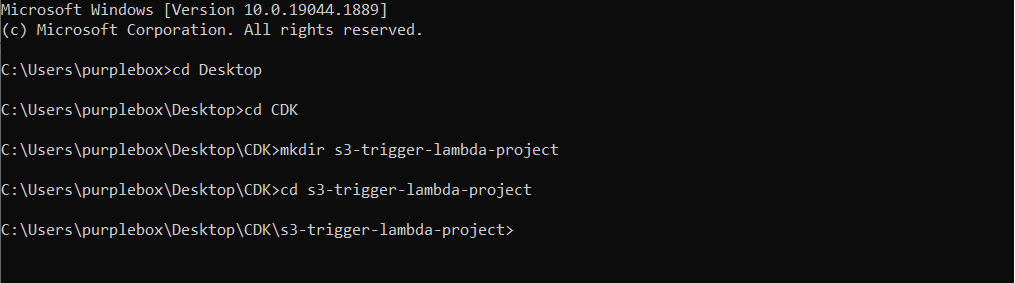 Microsoft Windows [Version 10.0.19044.1889]
(c) Microsoft Corporation. All rights reserved.
C:\Users\purplebox>cd Desktop
C:\Users\purplebox\Desktop>cd CDK
C:\Users\purplebox\Desktop\CDK>mkdir s3-trigger-lambda-project
C:\Users\purplebox\Desktop\CDK>cd s3-trigger-lambda-project
C:\Users\purplebox\Desktop\CDK\s3-trigger-lambda-project>